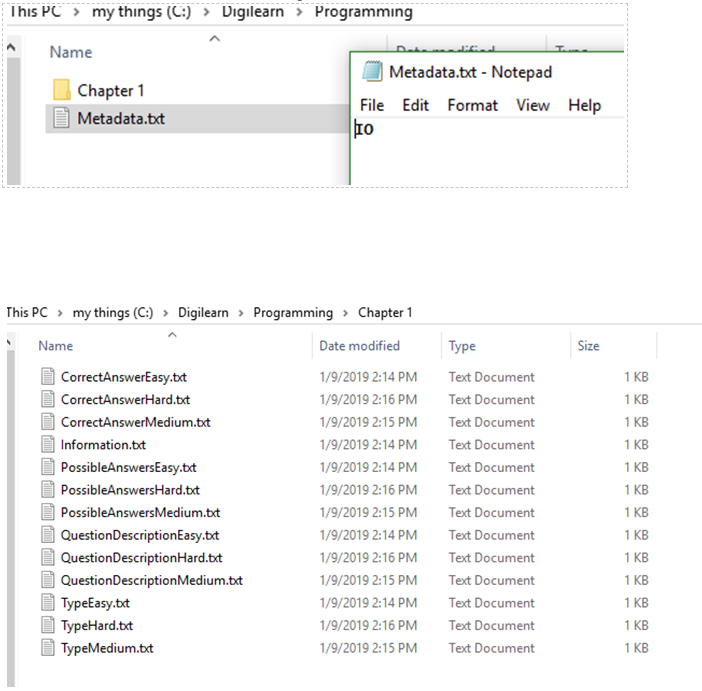 This PC > my things (C:) > Digilearn > Programming
Name Date modified Type
Chapter 1
Metadata.txt
Metadata.txt - Notepad
File Edit Format View Help
IO
This PC > my things (C:) > Digilearn > Programming > Chapter 1
Name Date modified Type Size
CorrectAnswerEasy.txt 1/9/2019 2:14 PM Text Document 1 KB
CorrectAnswerHard.txt 1/9/2019 2:16 PM Text Document 1 KB
CorrectAnswerMedium.txt 1/9/2019 2:15 PM Text Document 1 KB
Information.txt 1/9/2019 2:14 PM Text Document 1 KB
PossibleAnswersEasy.txt 1/9/2019 2:14 PM Text Document 1 KB
PossibleAnswersHard.txt 1/9/2019 2:16 PM Text Document 1 KB
PossibleAnswersMedium.txt 1/9/2019 2:15 PM Text Document 1 KB
QuestionDescriptionEasy.txt 1/9/2019 2:14 PM Text Document 1 KB
QuestionDescriptionHard.txt 1/9/2019 2:16 PM Text Document 1 KB
QuestionDescriptionMedium.txt 1/9/2019 2:15 PM Text Document 1 KB
TypeEasy.txt 1/9/2019 2:14 PM Text Document 1 KB
TypeHard.txt 1/9/2019 2:16 PM Text Document 1 KB
TypeMedium.txt 1/9/2019 2:15 PM Text Document 1 KB